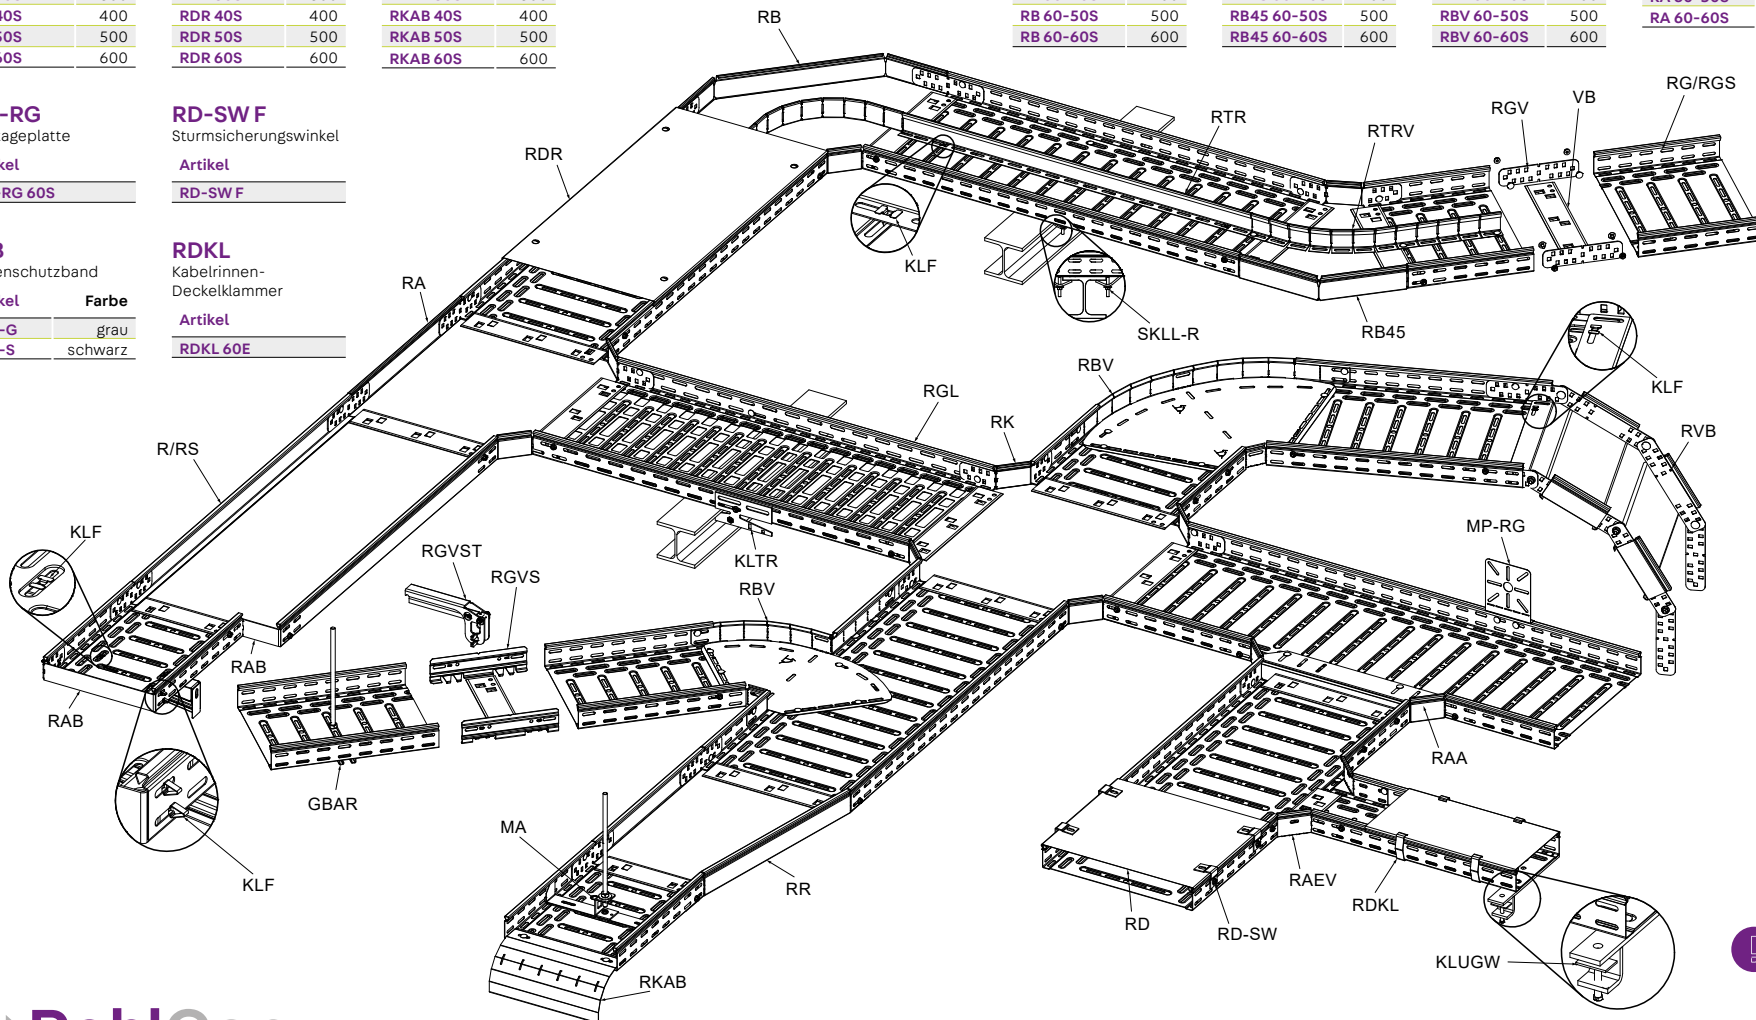 40S 400
RDR 40S 400
RKAB 40S 400
50S 500
RDR 50S 500
RKAB 50S 500
60S 600
RDR 60S 600
RKAB 60S 600
RB 60-50S 500
RB45 60-50S 500
RBV 60-50S 500
RB 60-60S 600
RB45 60-60S 600
RBV 60-60S 600
RA 60-60S
-RG
ageplatte
kel
-RG 60S
RD-SW F
Sturmsicherungswinkel
Artikel
RD-SW F
enschutzband
kel Farbe
-G grau
-S schwarz
RDKL
Kabelrinnen-
Deckelklammer
Artikel
RDKL 60E
RB
RDR
RTR
RTRV
RGV
VB
RG/RGS
KLF
SKLL-R
RB45
RA
RBV
KLF
RGL
RK
RVB
R/RS
MP-RG
KLF
RGVST
RGVS
KLTR
RBV
RAB
RAB
GBAR
KLF
MA
RR
RKAB
RAA
RAEV
RDKL
RD
RD-SW
KLUGW